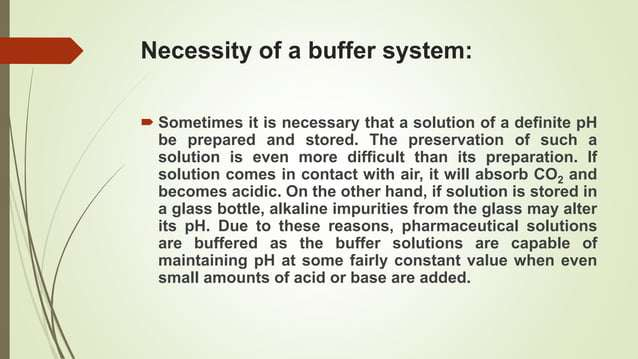 Necessity of a buffer system:
Sometimes it is necessary that a solution of a definite pH
be prepared and stored. The preservation of such a
solution is even more difficult than its preparation. If
solution comes in contact with air, it will absorb CO₂ and
becomes acidic. On the other hand, if solution is stored in
a glass bottle, alkaline impurities from the glass may alter
its pH. Due to these reasons, pharmaceutical solutions
are buffered as the buffer solutions are capable of
maintaining pH at some fairly constant value when even
small amounts of acid or base are added.